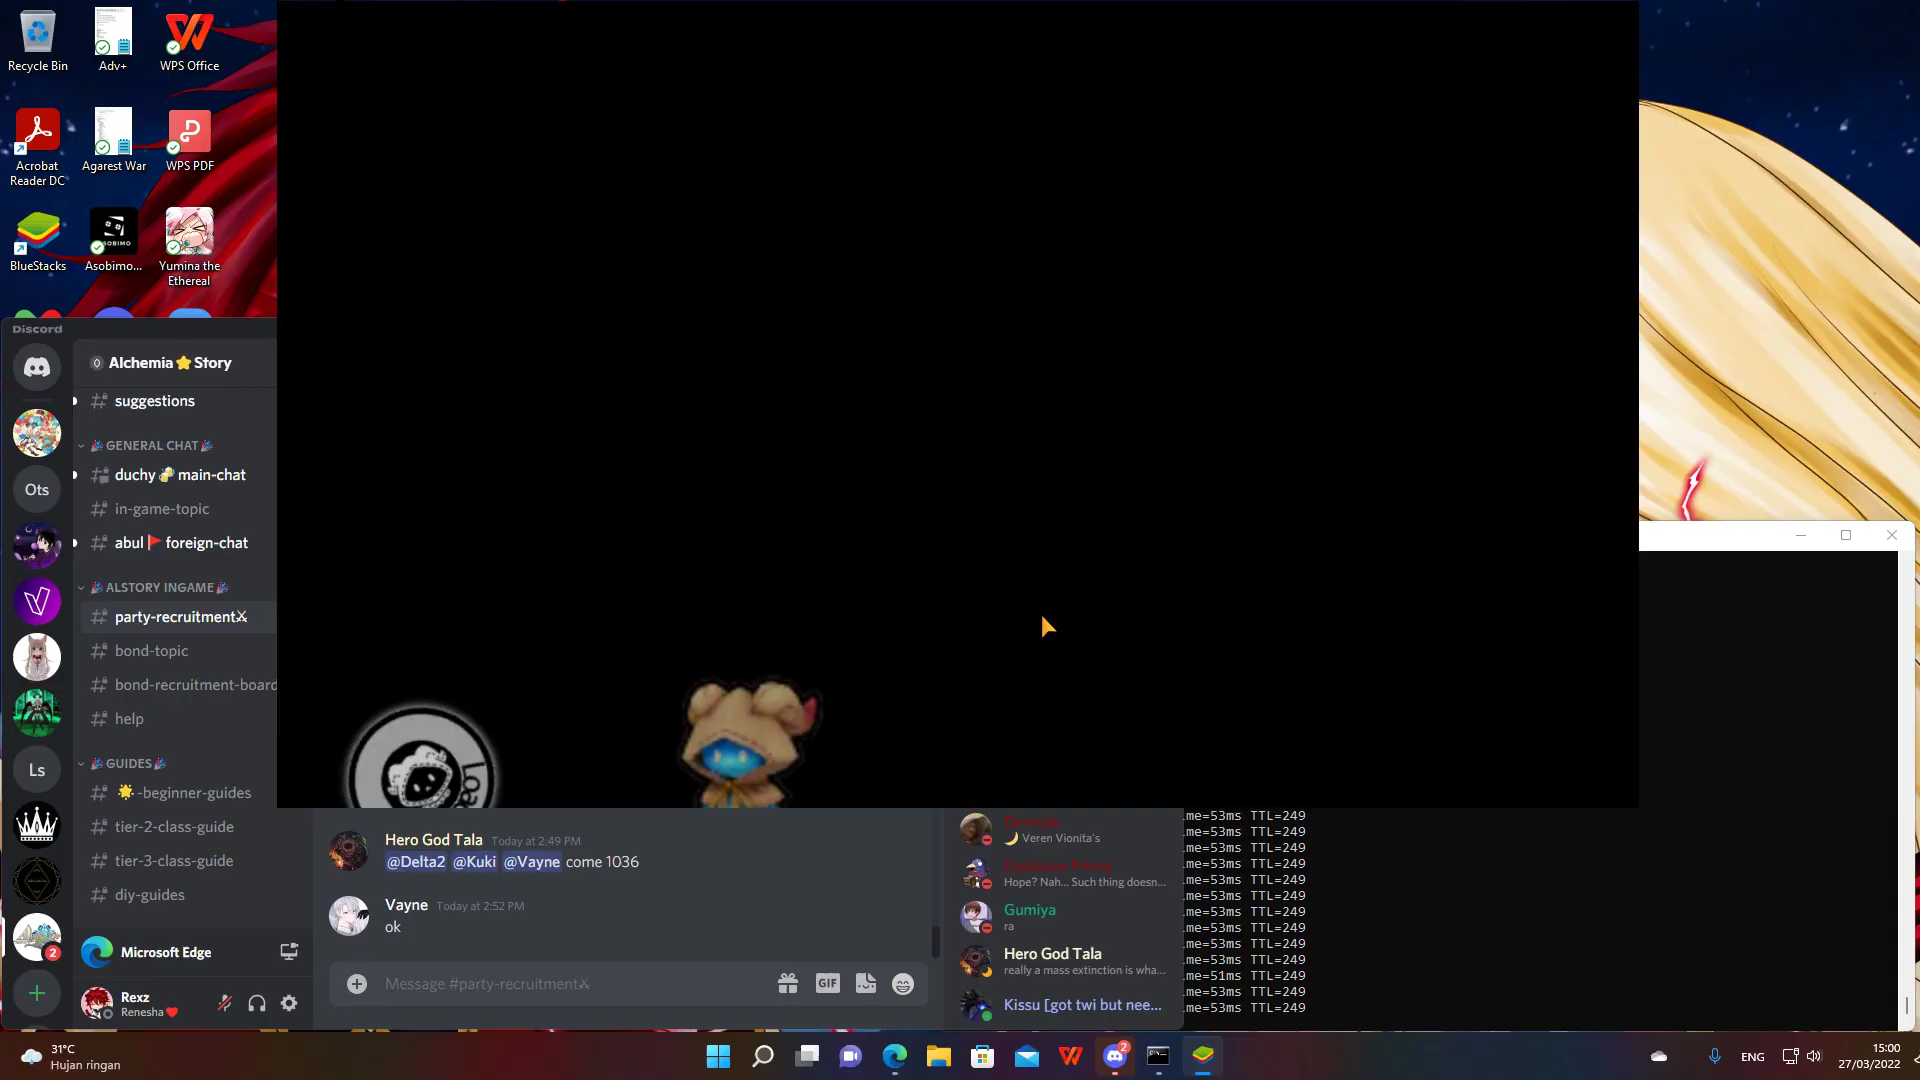 Recycle Bin
Adv+
WPS Office
Acrobat
Reader DC
Agarest War
WPS PDF
BlueStacks
Asobimo...
Yumina the
Ethereal
Discord
Alchemia⭐Story
suggestions
GENERAL CHAT
duchy main-chat
in-game-topic
abul foreign-chat
ALSTORY INGAME
party-recruitment⚔
bond-topic
bond-recruitment-board
help
GUIDES
-beginner-guides
tier-2-class-guide
tier-3-class-guide
diy-guides
Ots
Ls
2
Microsoft Edge
Rexz
Renesha❤
Hero God Tala Today at 2:49 PM
@Delta2 @Kuki @Vayne come 1036
Vayne Today at 2:52 PM
ok
Message #party-recruitment⚔
GIF
🌙 Veren Vionita's
Hope? Nah... Such thing doesn...
Gumiya
ra
Hero God Tala
really a mass extinction is wha...
Kissu [got twi but nee...
.me=53ms TTL=249
.me=53ms TTL=249
.me=53ms TTL=249
.me=53ms TTL=249
.me=53ms TTL=249
.me=53ms TTL=249
.me=53ms TTL=249
.me=53ms TTL=249
.me=53ms TTL=249
.me=53ms TTL=249
.me=51ms TTL=249
.me=53ms TTL=249
.me=53ms TTL=249
31°C
Hujan ringan
2
ENG
15:00
27/03/2022